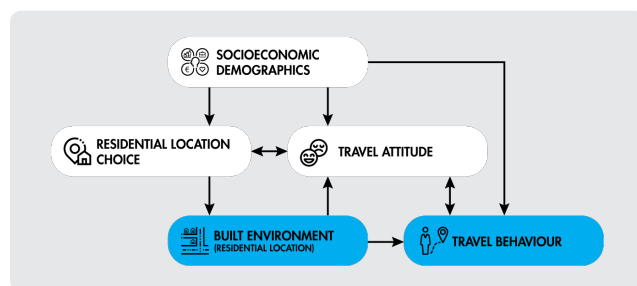 SOCIOECONOMIC
DEMOGRAPHICS
RESIDENTIAL LOCATION
CHOICE
TRAVEL ATTITUDE
BUILT ENVIRONMENT
(RESIDENTIAL LOCATION)
TRAVEL BEHAVIOUR